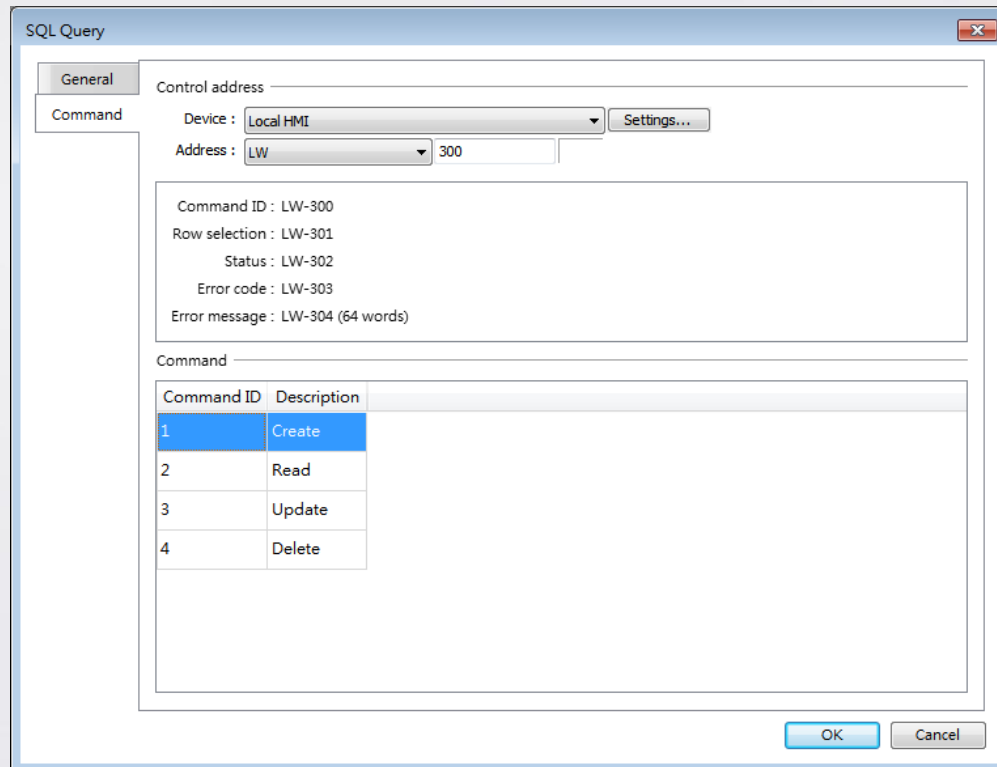 SQL Query
General
Command
Control address
Device : Local HMI Settings...
Address : LW 300
Command ID : LW-300
Row selection : LW-301
Status : LW-302
Error code : LW-303
Error message : LW-304 (64 words)
Command
Command ID Description
1 Create
2 Read
3 Update
4 Delete
OK Cancel